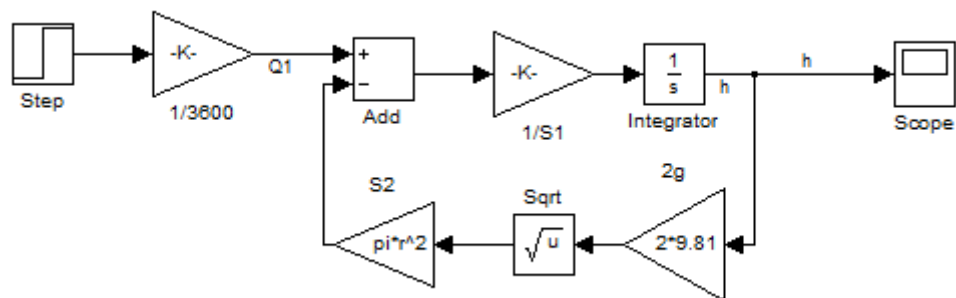 Step
-K-
1/3600
Q1
+
−
Add
-K-
1/S1
1
s
Integrator
h
h
Scope
S2
pi*r^2
Sqrt
√u
2g
2*9.81